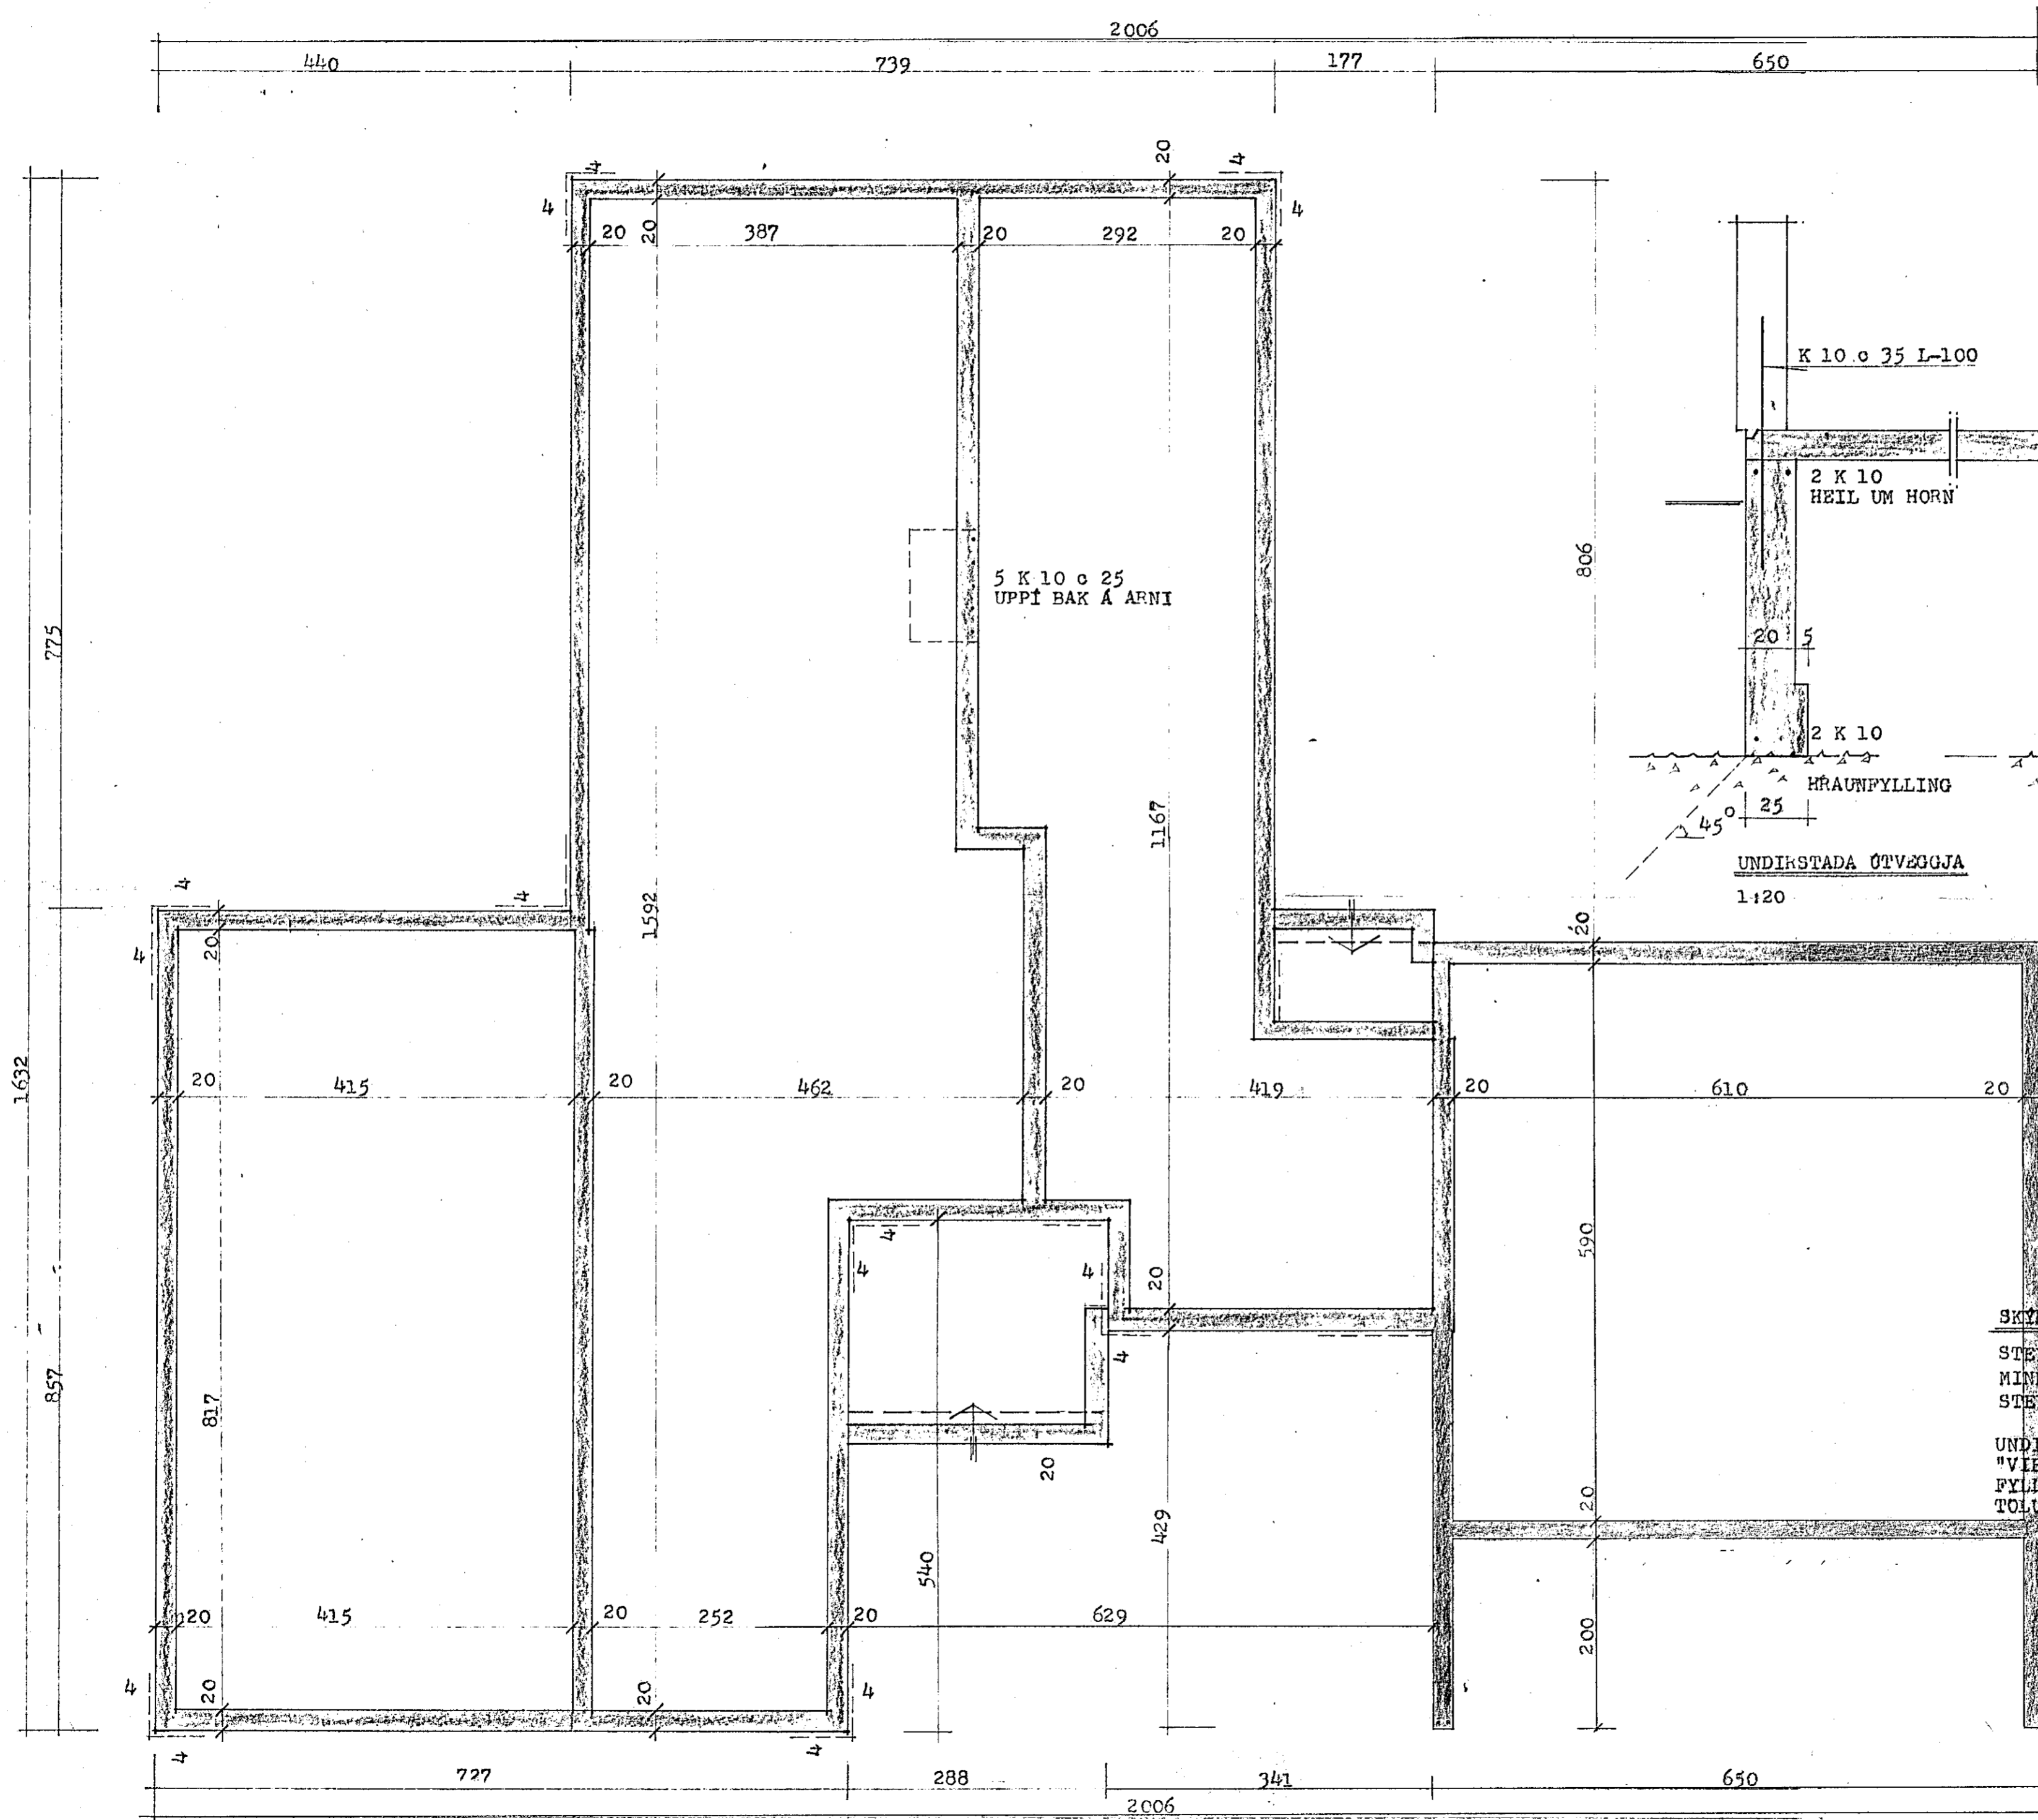 2006
440 739 177 650
4 20 4
4 4
20 20 387 20 292 20
K 10 c 35 L-100
2 K 10
HEIL UM HORN
806
5 K 10 c 25
UPPÍ BAK Á ARNI
775
20 5
2 K 10
HRAUNFYLLING
25
45°
1167
UNDIRSTADA ÚTVEGGJA
1:20
4 4
1592
20
4 20
1632
20 415 20 462 20 419 20 610 20
590
4
4 4
20
4
857
817
20
20
429
540
20 415 20 252 20 629
200
4 20 20 4
4 4
727 288 341 650
2006